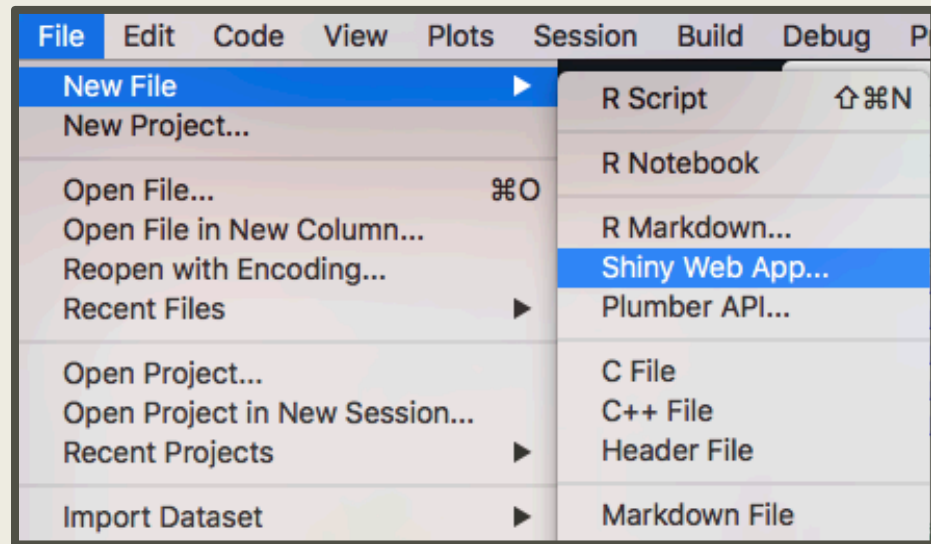 File Edit Code View Plots Session Build Debug
New File ▶
New Project...
Open File... ⌘O
Open File in New Column...
Reopen with Encoding...
Recent Files ▶
Open Project...
Open Project in New Session...
Recent Projects ▶
Import Dataset ▶
R Script ⇧⌘N
R Notebook
R Markdown...
Shiny Web App...
Plumber API...
C File
C++ File
Header File
Markdown File